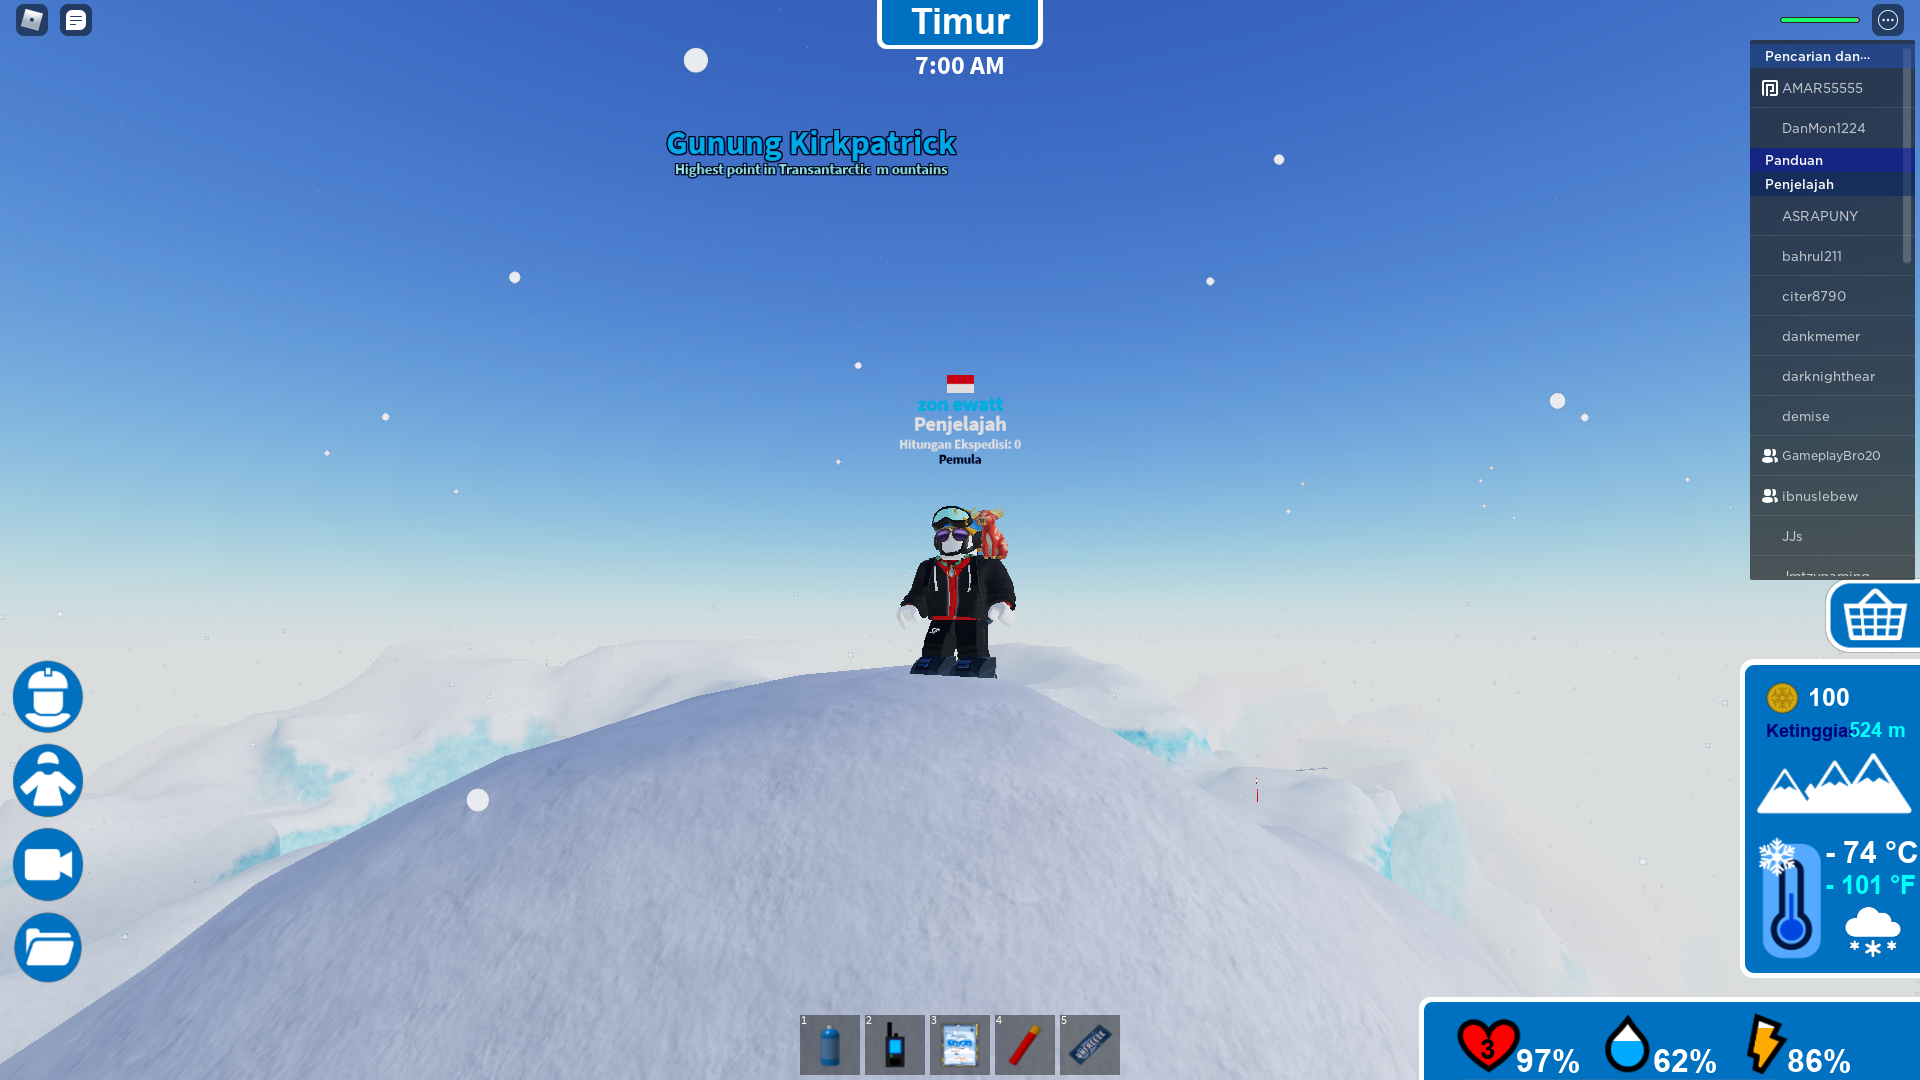 Timur
7:00 AM
Gunung Kirkpatrick
Highest point in Transantarctic m ountains
zon ewatt
Penjelajah
Hitungan Ekspedisi: 0
Pemula
Pencarian dan...
AMAR55555
DanMon1224
Panduan
Penjelajah
ASRAPUNY
bahrul211
citer8790
dankmemer
darknighthear
demise
GameplayBro20
ibnuslebew
JJs
100
Ketinggia: 524 m
- 74 °C
- 101 °F
1
2
3
4
5
3
97%
62%
86%